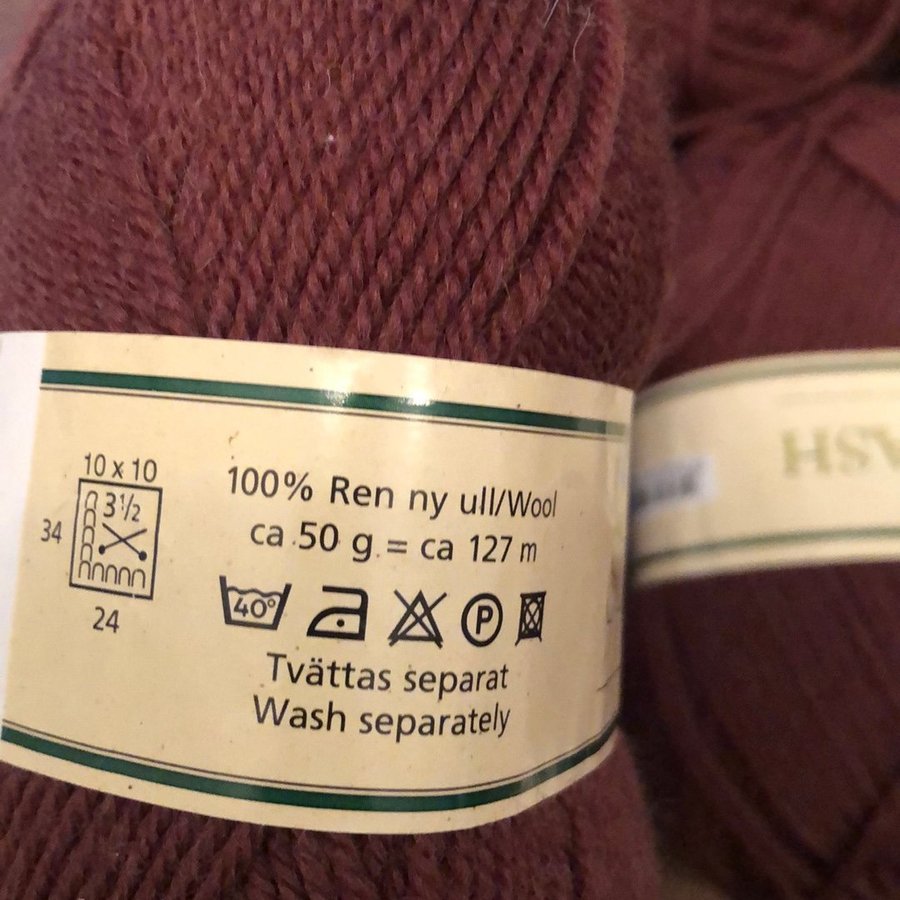 10 x 10
3½
34
24
100% Ren ny ull/Wool
ca 50 g = ca 127 m
40°
P
Tvättas separat
Wash separately